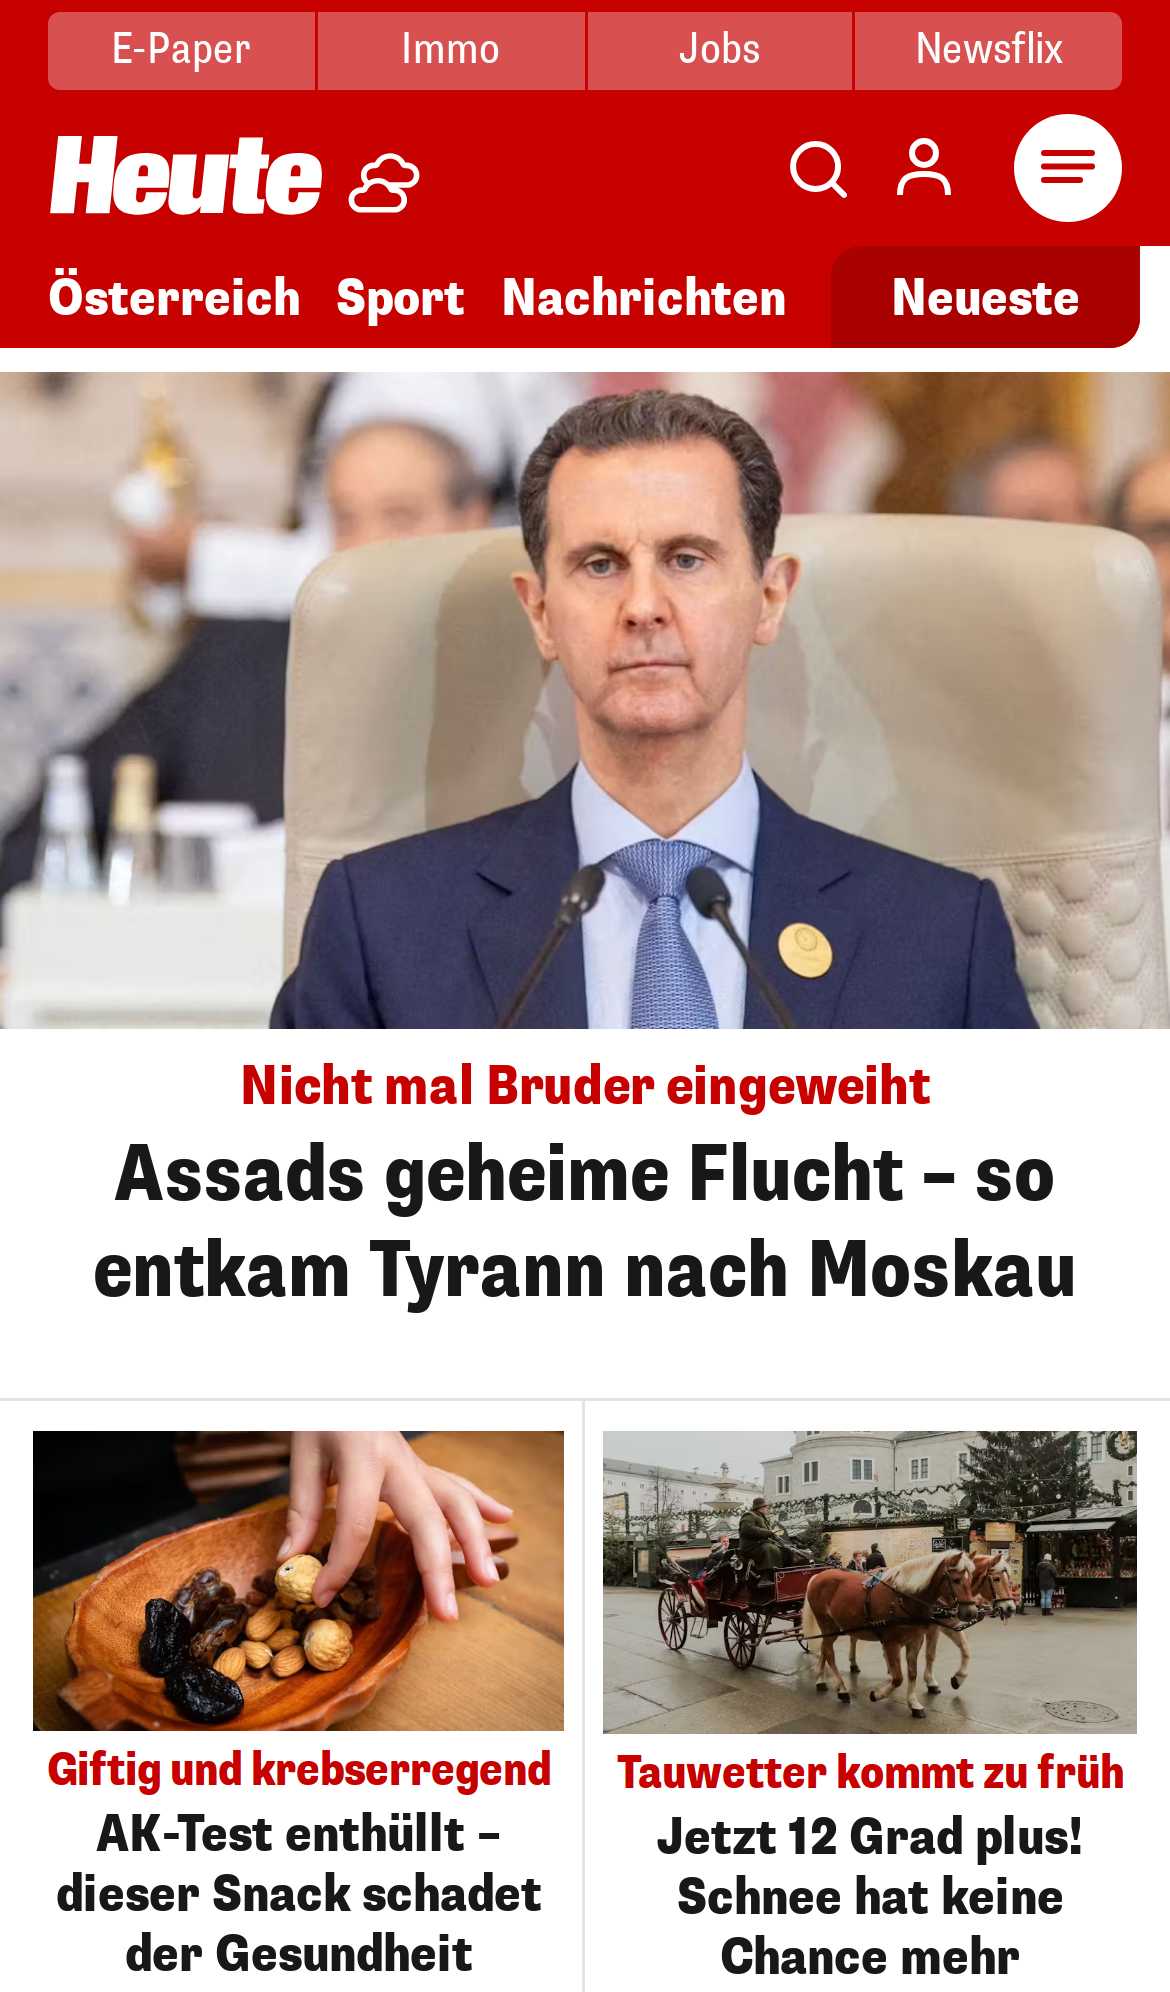 E-Paper
Immo
Jobs
Newsflix
Heute
Österreich
Sport
Nachrichten
Neueste
Nicht mal Bruder eingeweiht
Assads geheime Flucht – so
entkam Tyrann nach Moskau
Giftig und krebserregend
AK-Test enthüllt –
dieser Snack schadet
der Gesundheit
Tauwetter kommt zu früh
Jetzt 12 Grad plus!
Schnee hat keine
Chance mehr